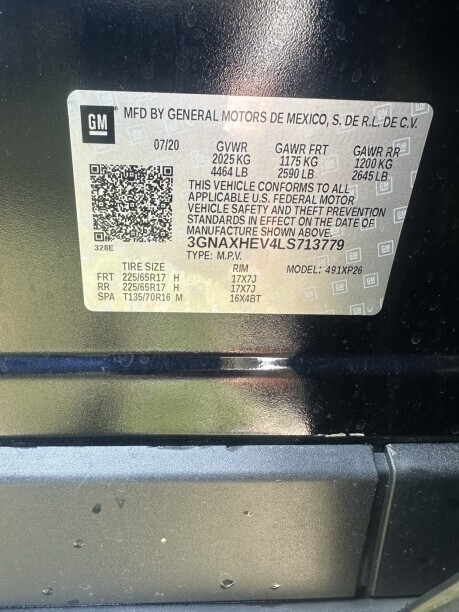 GM MFD BY GENERAL MOTORS DE MEXICO, S. DE R.L. DE C.V.
07/20 GVWR GAWR FRT GAWR RR
2025 KG 1175 KG 1200 KG
4464 LB 2590 LB 2645 LB
THIS VEHICLE CONFORMS TO ALL
APPLICABLE U.S. FEDERAL MOTOR
VEHICLE SAFETY AND THEFT PREVENTION
STANDARDS IN EFFECT ON THE DATE OF
MANUFACTURE SHOWN ABOVE.
328E 3GNAXHEV4LS713779
TYPE: M.P.V.
TIRE SIZE RIM MODEL: 491XP26
FRT 225/65R17 H 17X7J
RR 225/65R17 H 17X7J
SPA T135/70R16 M 16X4BT